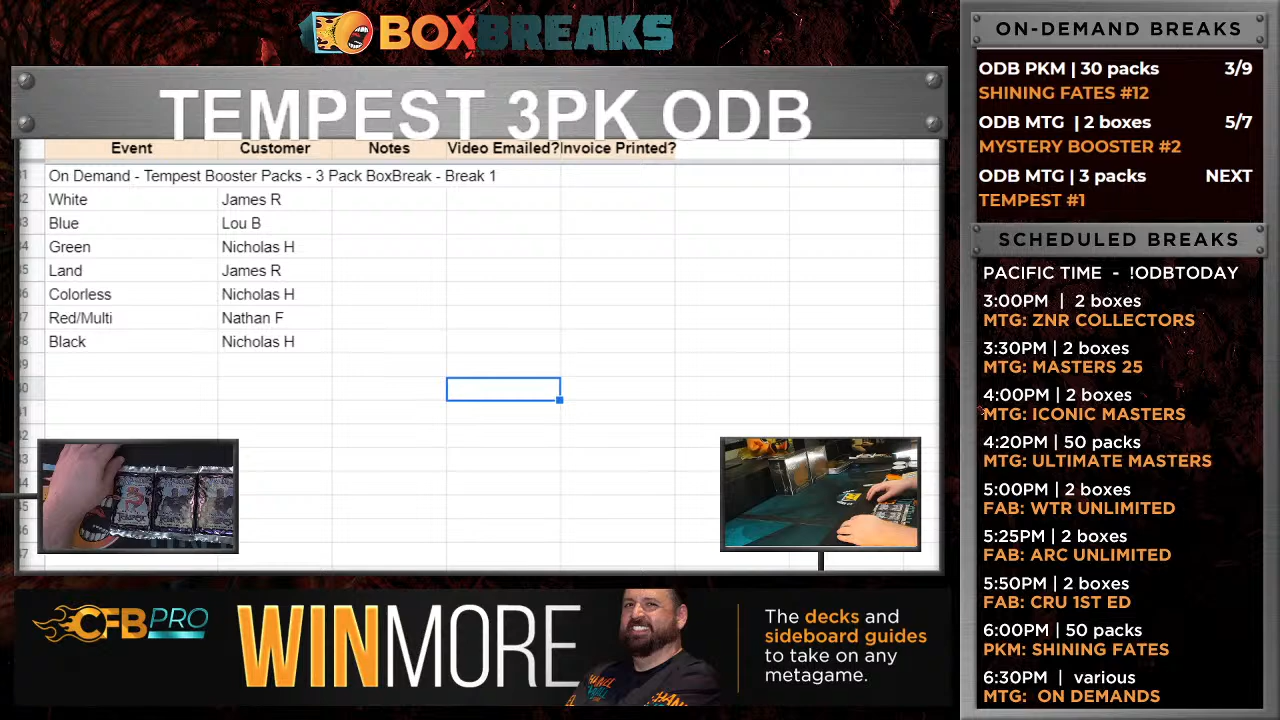 BOXBREAKS
TEMPEST 3PK ODB
Event Customer Notes Video Emailed? Invoice Printed?
On Demand - Tempest Booster Packs - 3 Pack BoxBreak - Break 1
White James R
Blue Lou B
Green Nicholas H
Land James R
Colorless Nicholas H
Red/Multi Nathan F
Black Nicholas H
CFB PRO
WINMORE
The decks and
sideboard guides
to take on any
metagame.
ON-DEMAND BREAKS
ODB PKM | 30 packs 3/9
SHINING FATES #12
ODB MTG | 2 boxes 5/7
MYSTERY BOOSTER #2
ODB MTG | 3 packs NEXT
TEMPEST #1
SCHEDULED BREAKS
PACIFIC TIME - !ODBTODAY
3:00PM | 2 boxes
MTG: ZNR COLLECTORS
3:30PM | 2 boxes
MTG: MASTERS 25
4:00PM | 2 boxes
MTG: ICONIC MASTERS
4:20PM | 50 packs
MTG: ULTIMATE MASTERS
5:00PM | 2 boxes
FAB: WTR UNLIMITED
5:25PM | 2 boxes
FAB: ARC UNLIMITED
5:50PM | 2 boxes
FAB: CRU 1ST ED
6:00PM | 50 packs
PKM: SHINING FATES
6:30PM | various
MTG: ON DEMANDS